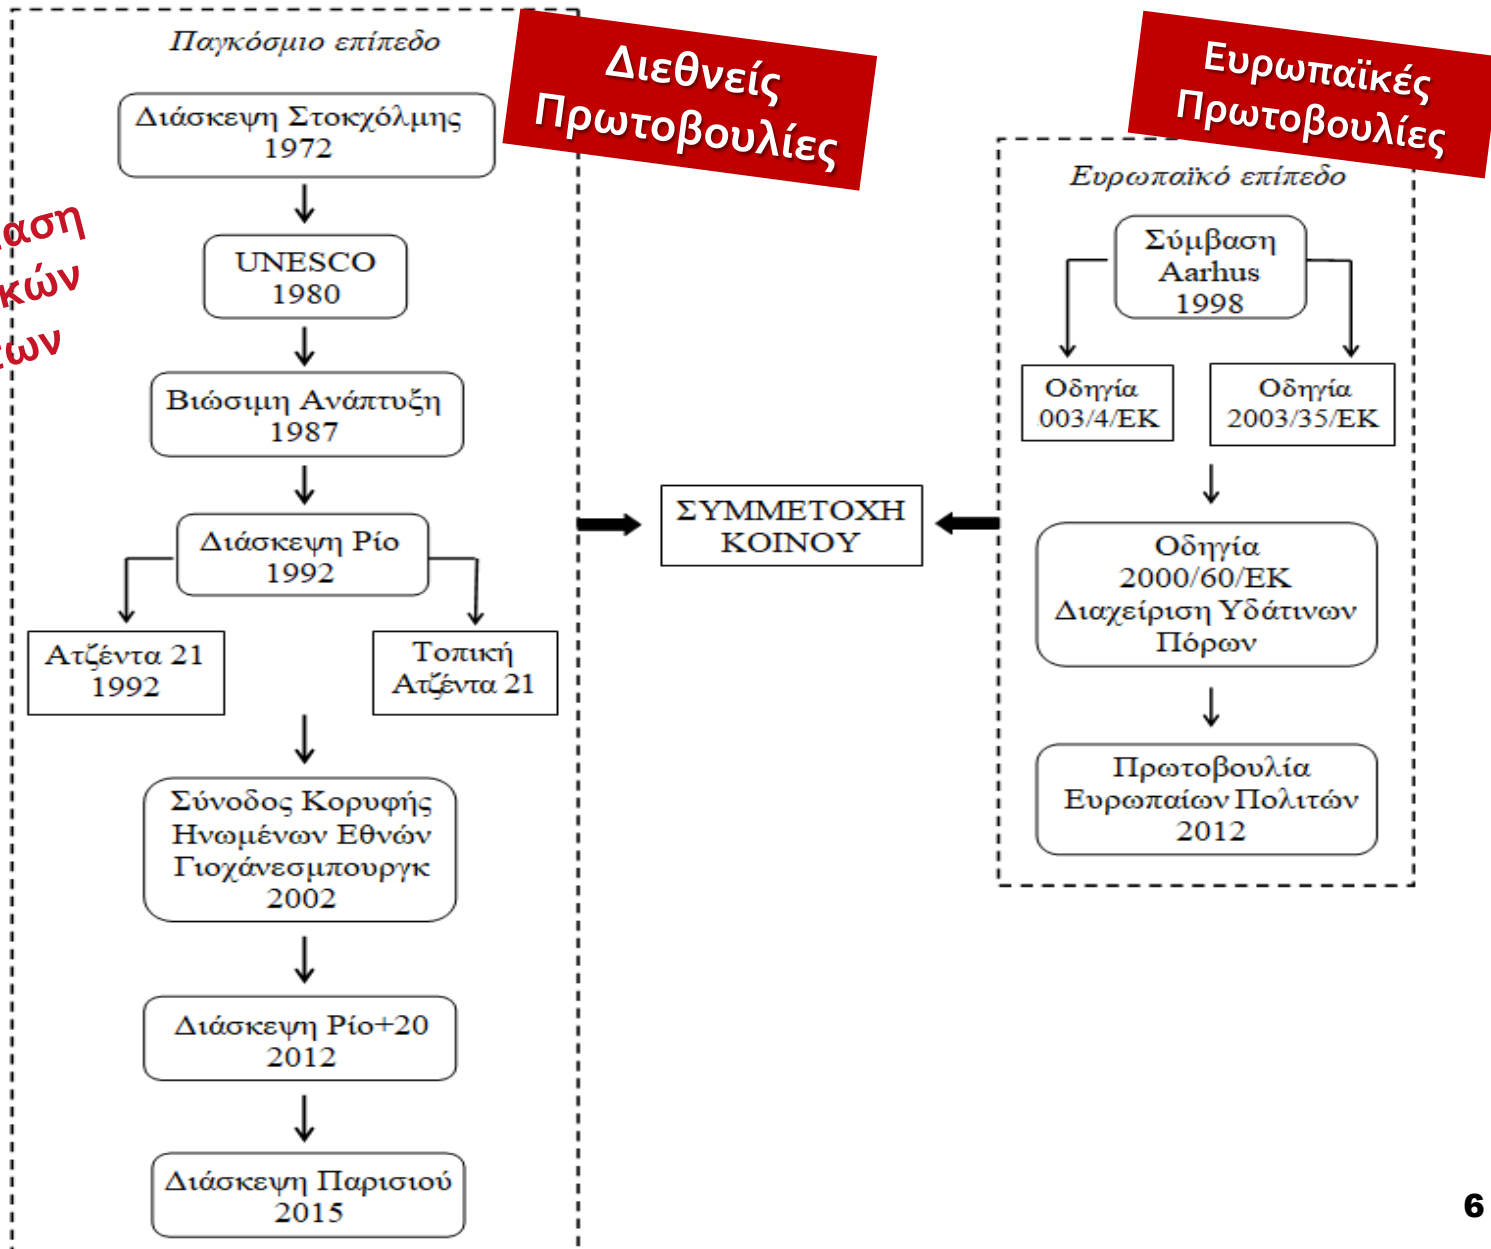 Παγκόσμιο επίπεδο
Διεθνείς
Πρωτοβουλίες
Διάσκεψη Στοκχόλμης
1972
UNESCO
1980
Βιώσιμη Ανάπτυξη
1987
Διάσκεψη Ρίο
1992
Ατζέντα 21
1992
Τοπική
Ατζέντα 21
Σύνοδος Κορυφής
Ηνωμένων Εθνών
Γιοχάνεσμπουργκ
2002
Διάσκεψη Ρίο+20
2012
Διάσκεψη Παρισιού
2015
ΣΥΜΜΕΤΟΧΗ
ΚΟΙΝΟΥ
Ευρωπαϊκές
Πρωτοβουλίες
Ευρωπαϊκό επίπεδο
Σύμβαση
Aarhus
1998
Οδηγία
003/4/ΕΚ
Οδηγία
2003/35/ΕΚ
Οδηγία
2000/60/ΕΚ
Διαχείριση Υδάτινων
Πόρων
Πρωτοβουλία
Ευρωπαίων Πολιτών
2012
6